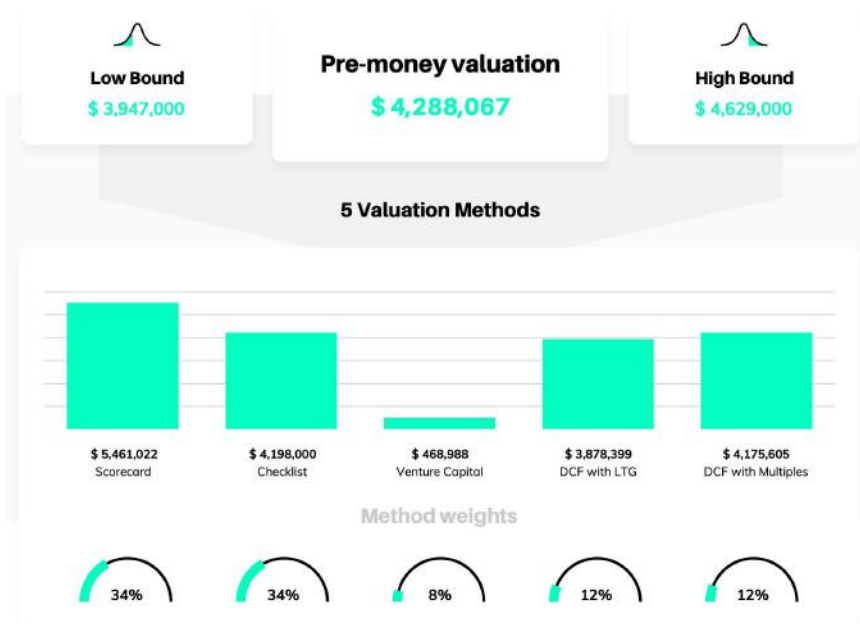 Low Bound
$ 3,947,000
Pre-money valuation
$ 4,288,067
High Bound
$ 4,629,000
5 Valuation Methods
$ 5,461,022
Scorecard
$ 4,198,000
Checklist
$ 468,988
Venture Capital
$ 3,878,399
DCF with LTG
$ 4,175,605
DCF with Multiples
Method weights
34%
34%
8%
12%
12%